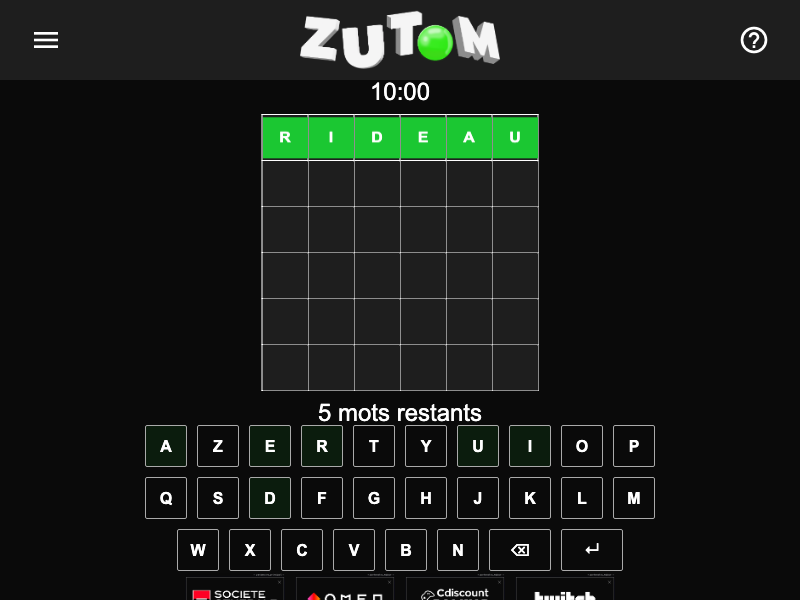 ZUTOM
10:00
R I D E A U
5 mots restants
A Z E R T Y U I O P
Q S D F G H J K L M
W X C V B N
SOCIETE
OMEN
Cdiscount
twitch